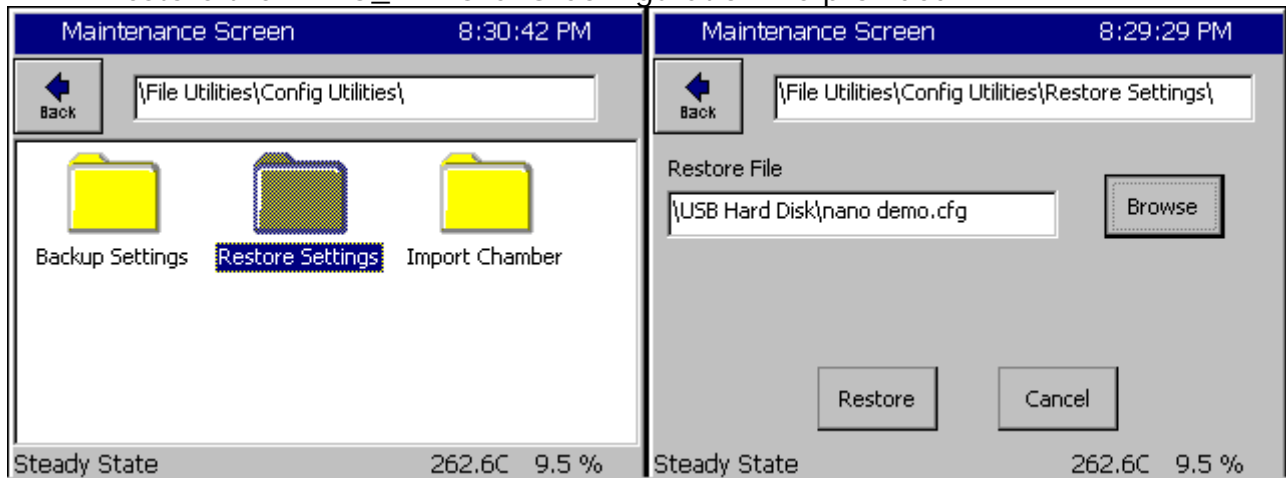 Maintenance Screen 8:30:42 PM
Back
\File Utilities\Config Utilities\
Backup Settings Restore Settings Import Chamber
Steady State 262.6C 9.5 %
Maintenance Screen 8:29:29 PM
Back
\File Utilities\Config Utilities\Restore Settings\
Restore File
\USB Hard Disk\nano demo.cfg
Browse
Restore Cancel
Steady State 262.6C 9.5 %